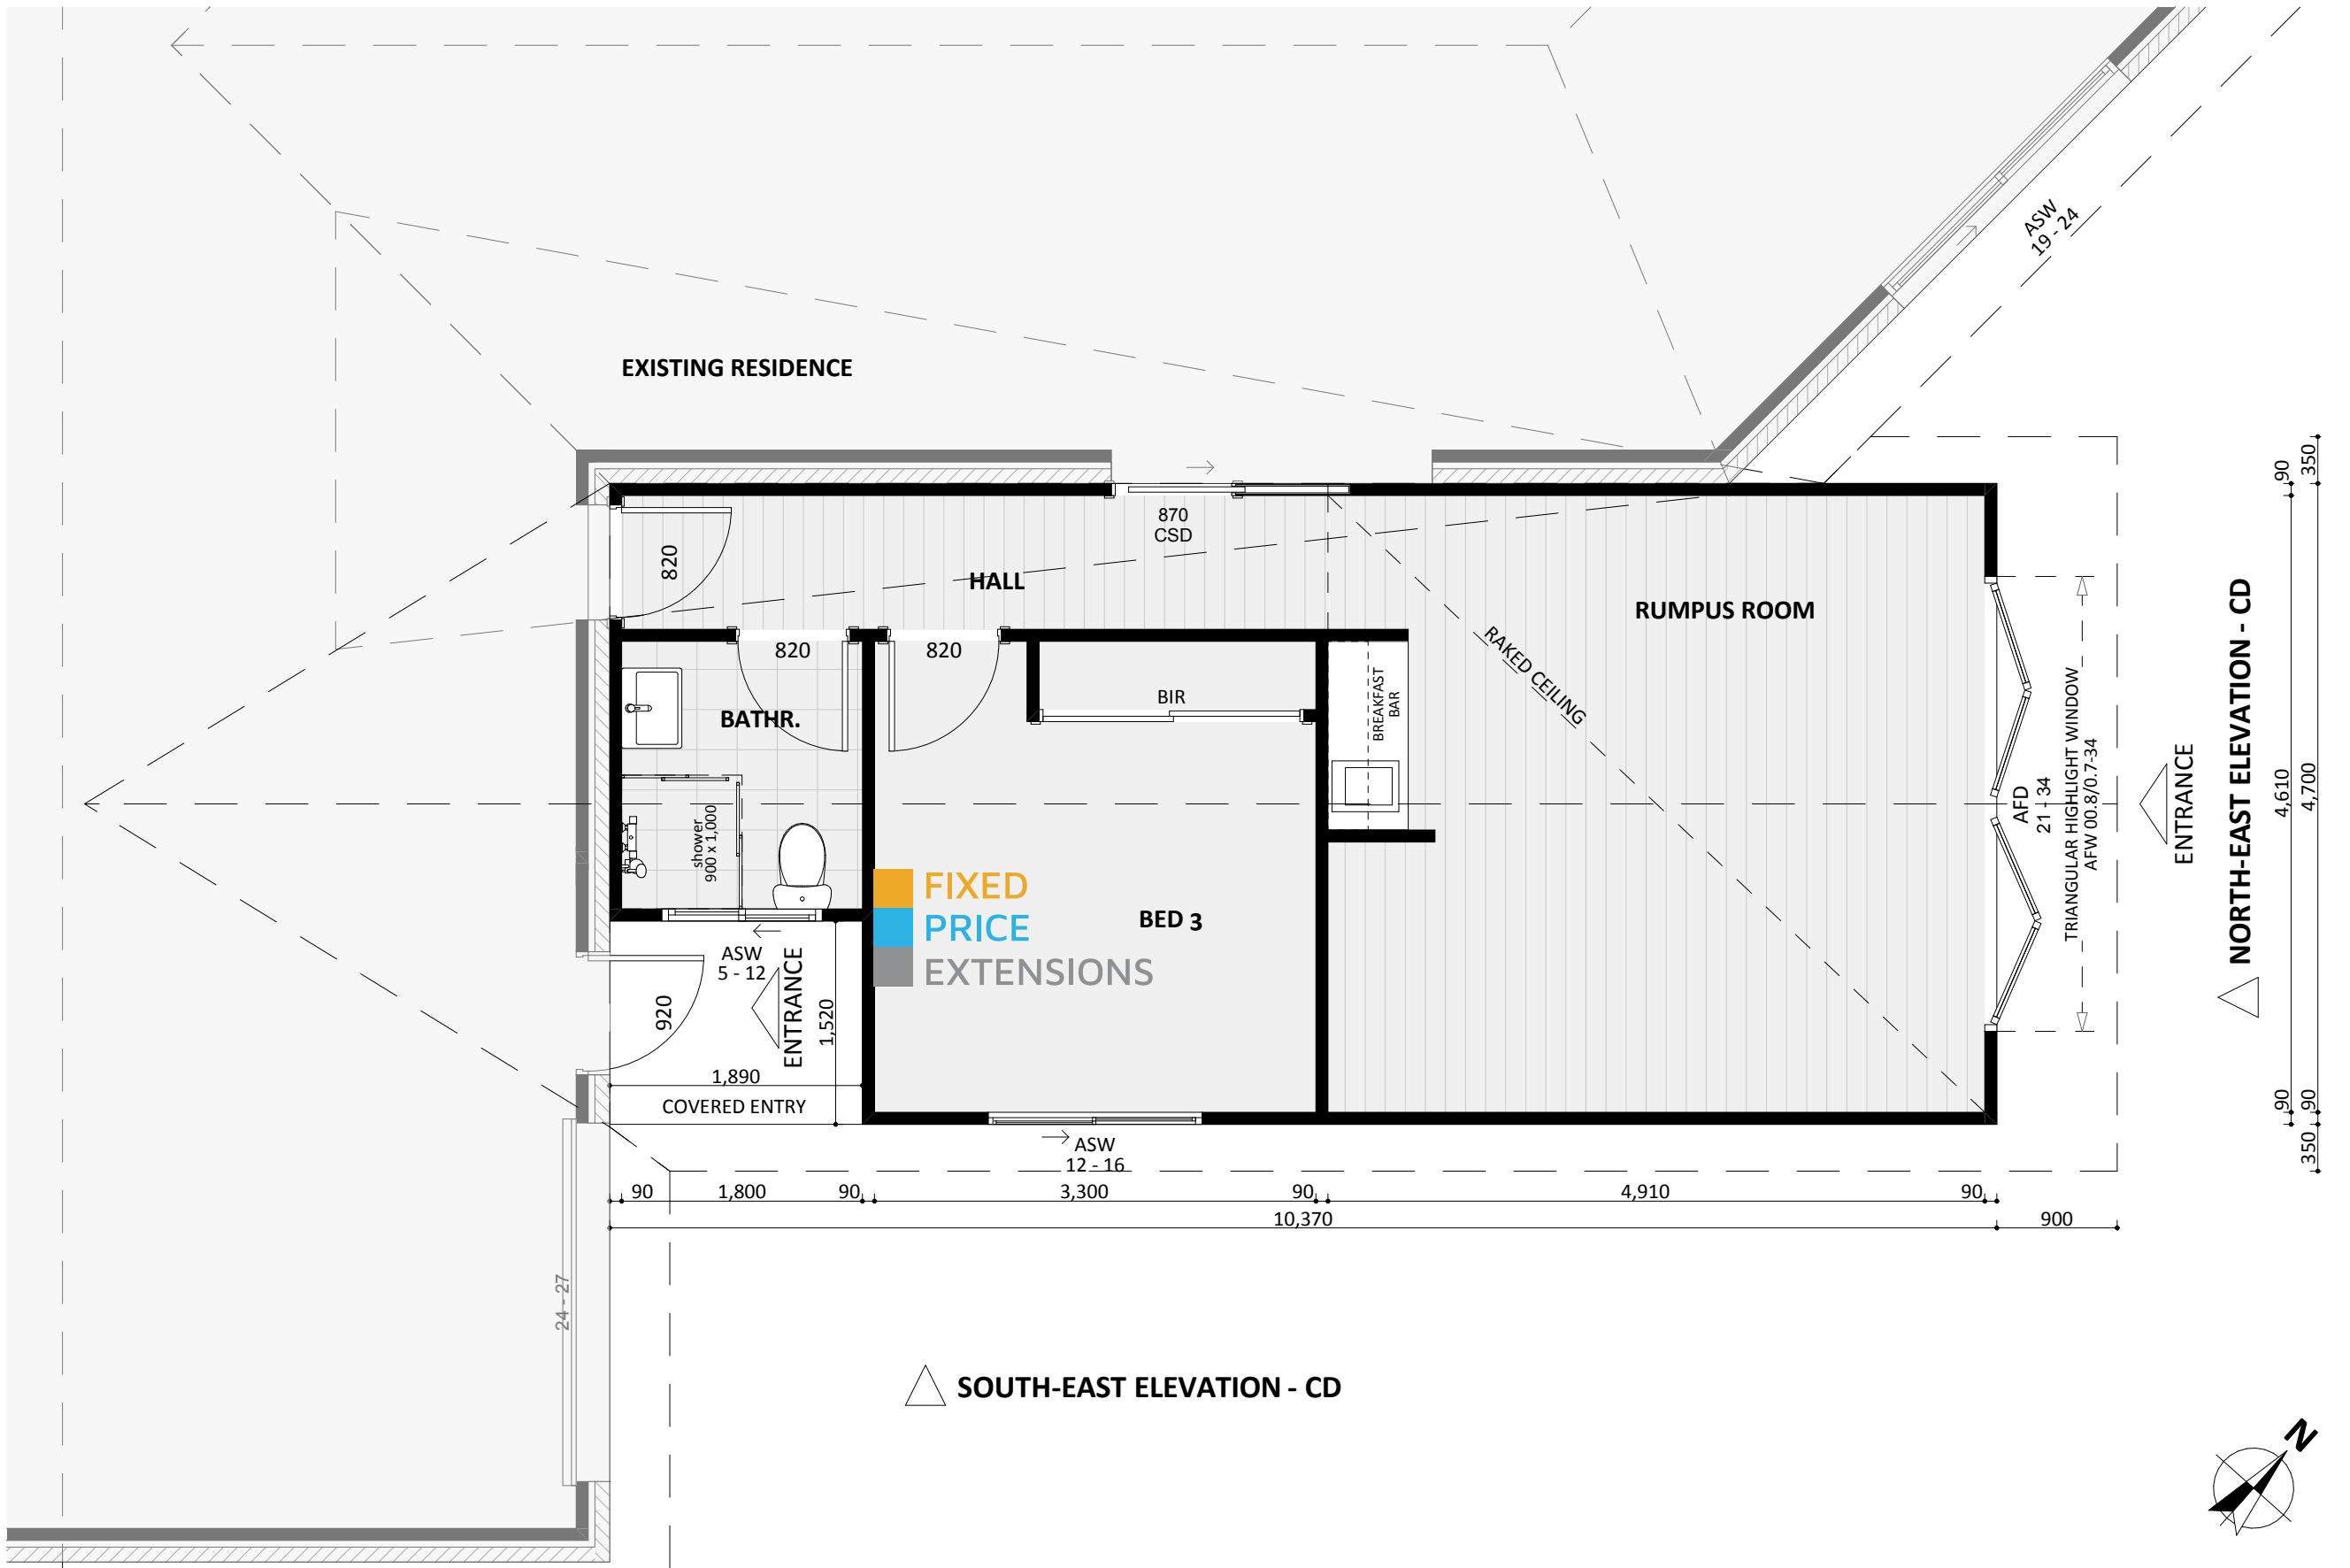 ASW
19 - 24
EXISTING RESIDENCE
90
350
870
CSD
820
HALL
RUMPUS ROOM
820
820
RAKED CEILING
BIR
BREAKFAST
BAR
BATHR.
shower
900 x 1,000
AFD
21 - 34
TRIANGULAR HIGHLIGHT WINDOW
AFW 00.8/0.7-34
ENTRANCE
NORTH-EAST ELEVATION - CD
4,610
4,700
FIXED
PRICE
EXTENSIONS
BED 3
ASW
5 - 12
ENTRANCE
920
1,520
1,890
COVERED ENTRY
90
90
350
ASW
12 - 16
90
1,800
90
3,300
90
4,910
90
10,370
900
24 - 27
SOUTH-EAST ELEVATION - CD
N